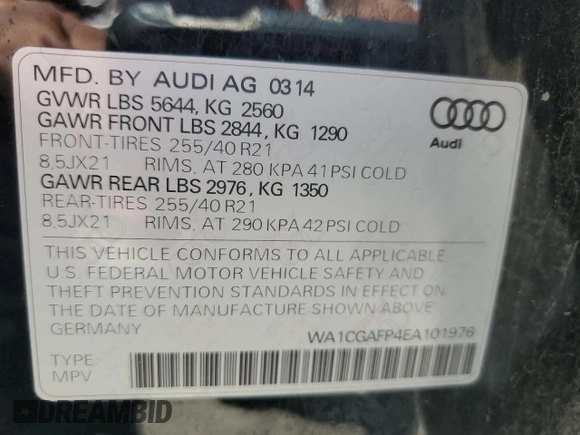 MFD. BY AUDI AG 0314
GVWR LBS 5644, KG 2560
GAWR FRONT LBS 2844, KG 1290
FRONT-TIRES 255/40 R21
8,5JX21 RIMS, AT 280 KPA 41 PSI COLD
GAWR REAR LBS 2976, KG 1350
REAR-TIRES 255/40 R21
8,5JX21 RIMS, AT 290 KPA 42 PSI COLD
Audi
THIS VEHICLE CONFORMS TO ALL APPLICABLE
U.S. FEDERAL MOTOR VEHICLE SAFETY AND
THEFT PREVENTION STANDARDS IN EFFECT ON
THE DATE OF MANUFACTURE SHOWN ABOVE
GERMANY
WA1CGAFP4EA101976
TYPE:
MPV
DREAMBID